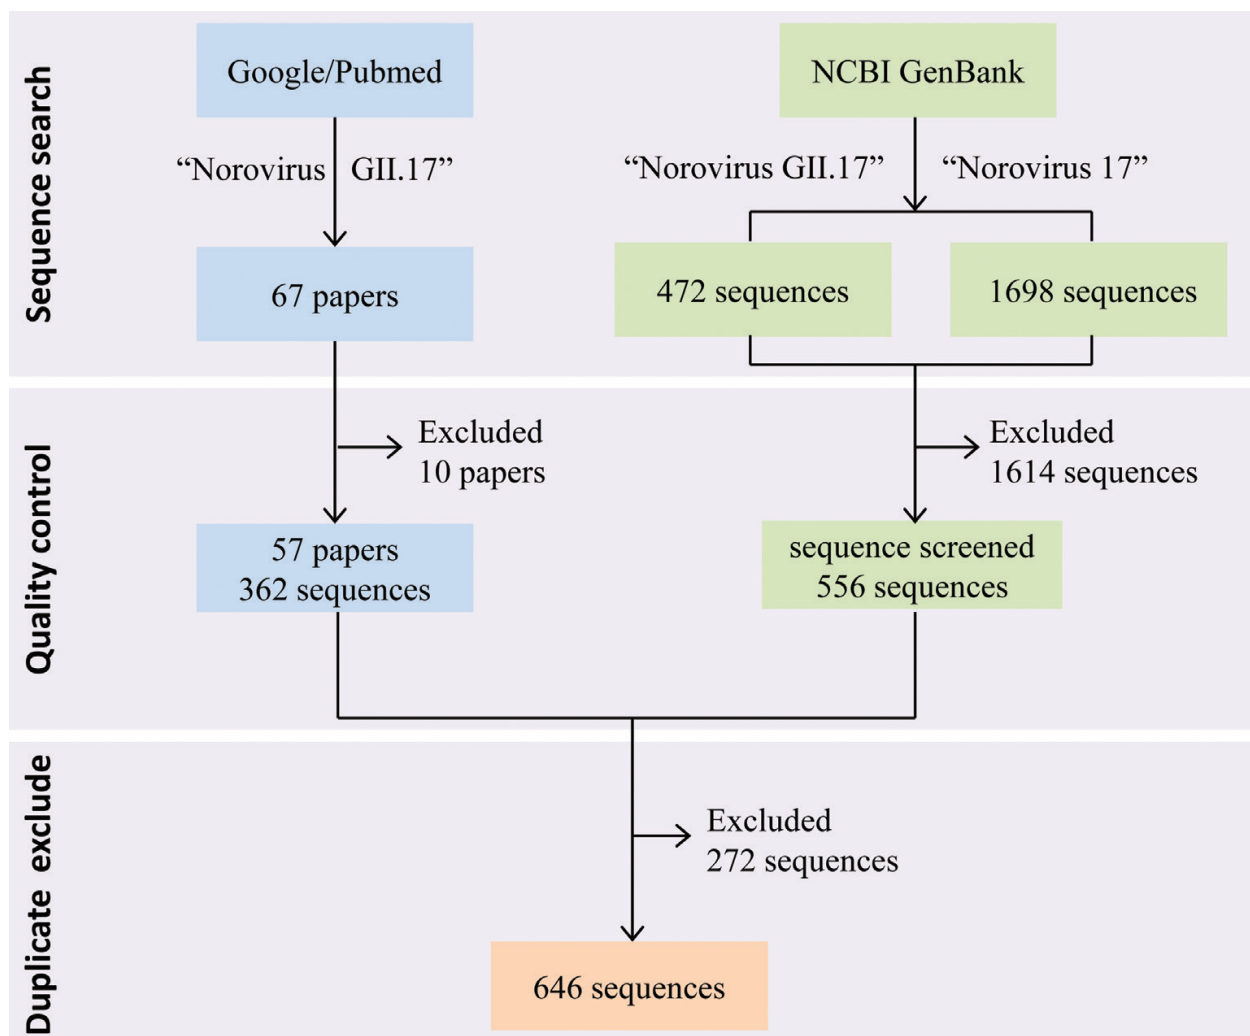 Sequence search
Google/Pubmed
NCBI GenBank
“Norovirus GII.17”
“Norovirus GII.17”
“Norovirus 17”
67 papers
472 sequences
1698 sequences
Quality control
Excluded
10 papers
Excluded
1614 sequences
57 papers
362 sequences
sequence screened
556 sequences
Duplicate exclude
Excluded
272 sequences
646 sequences